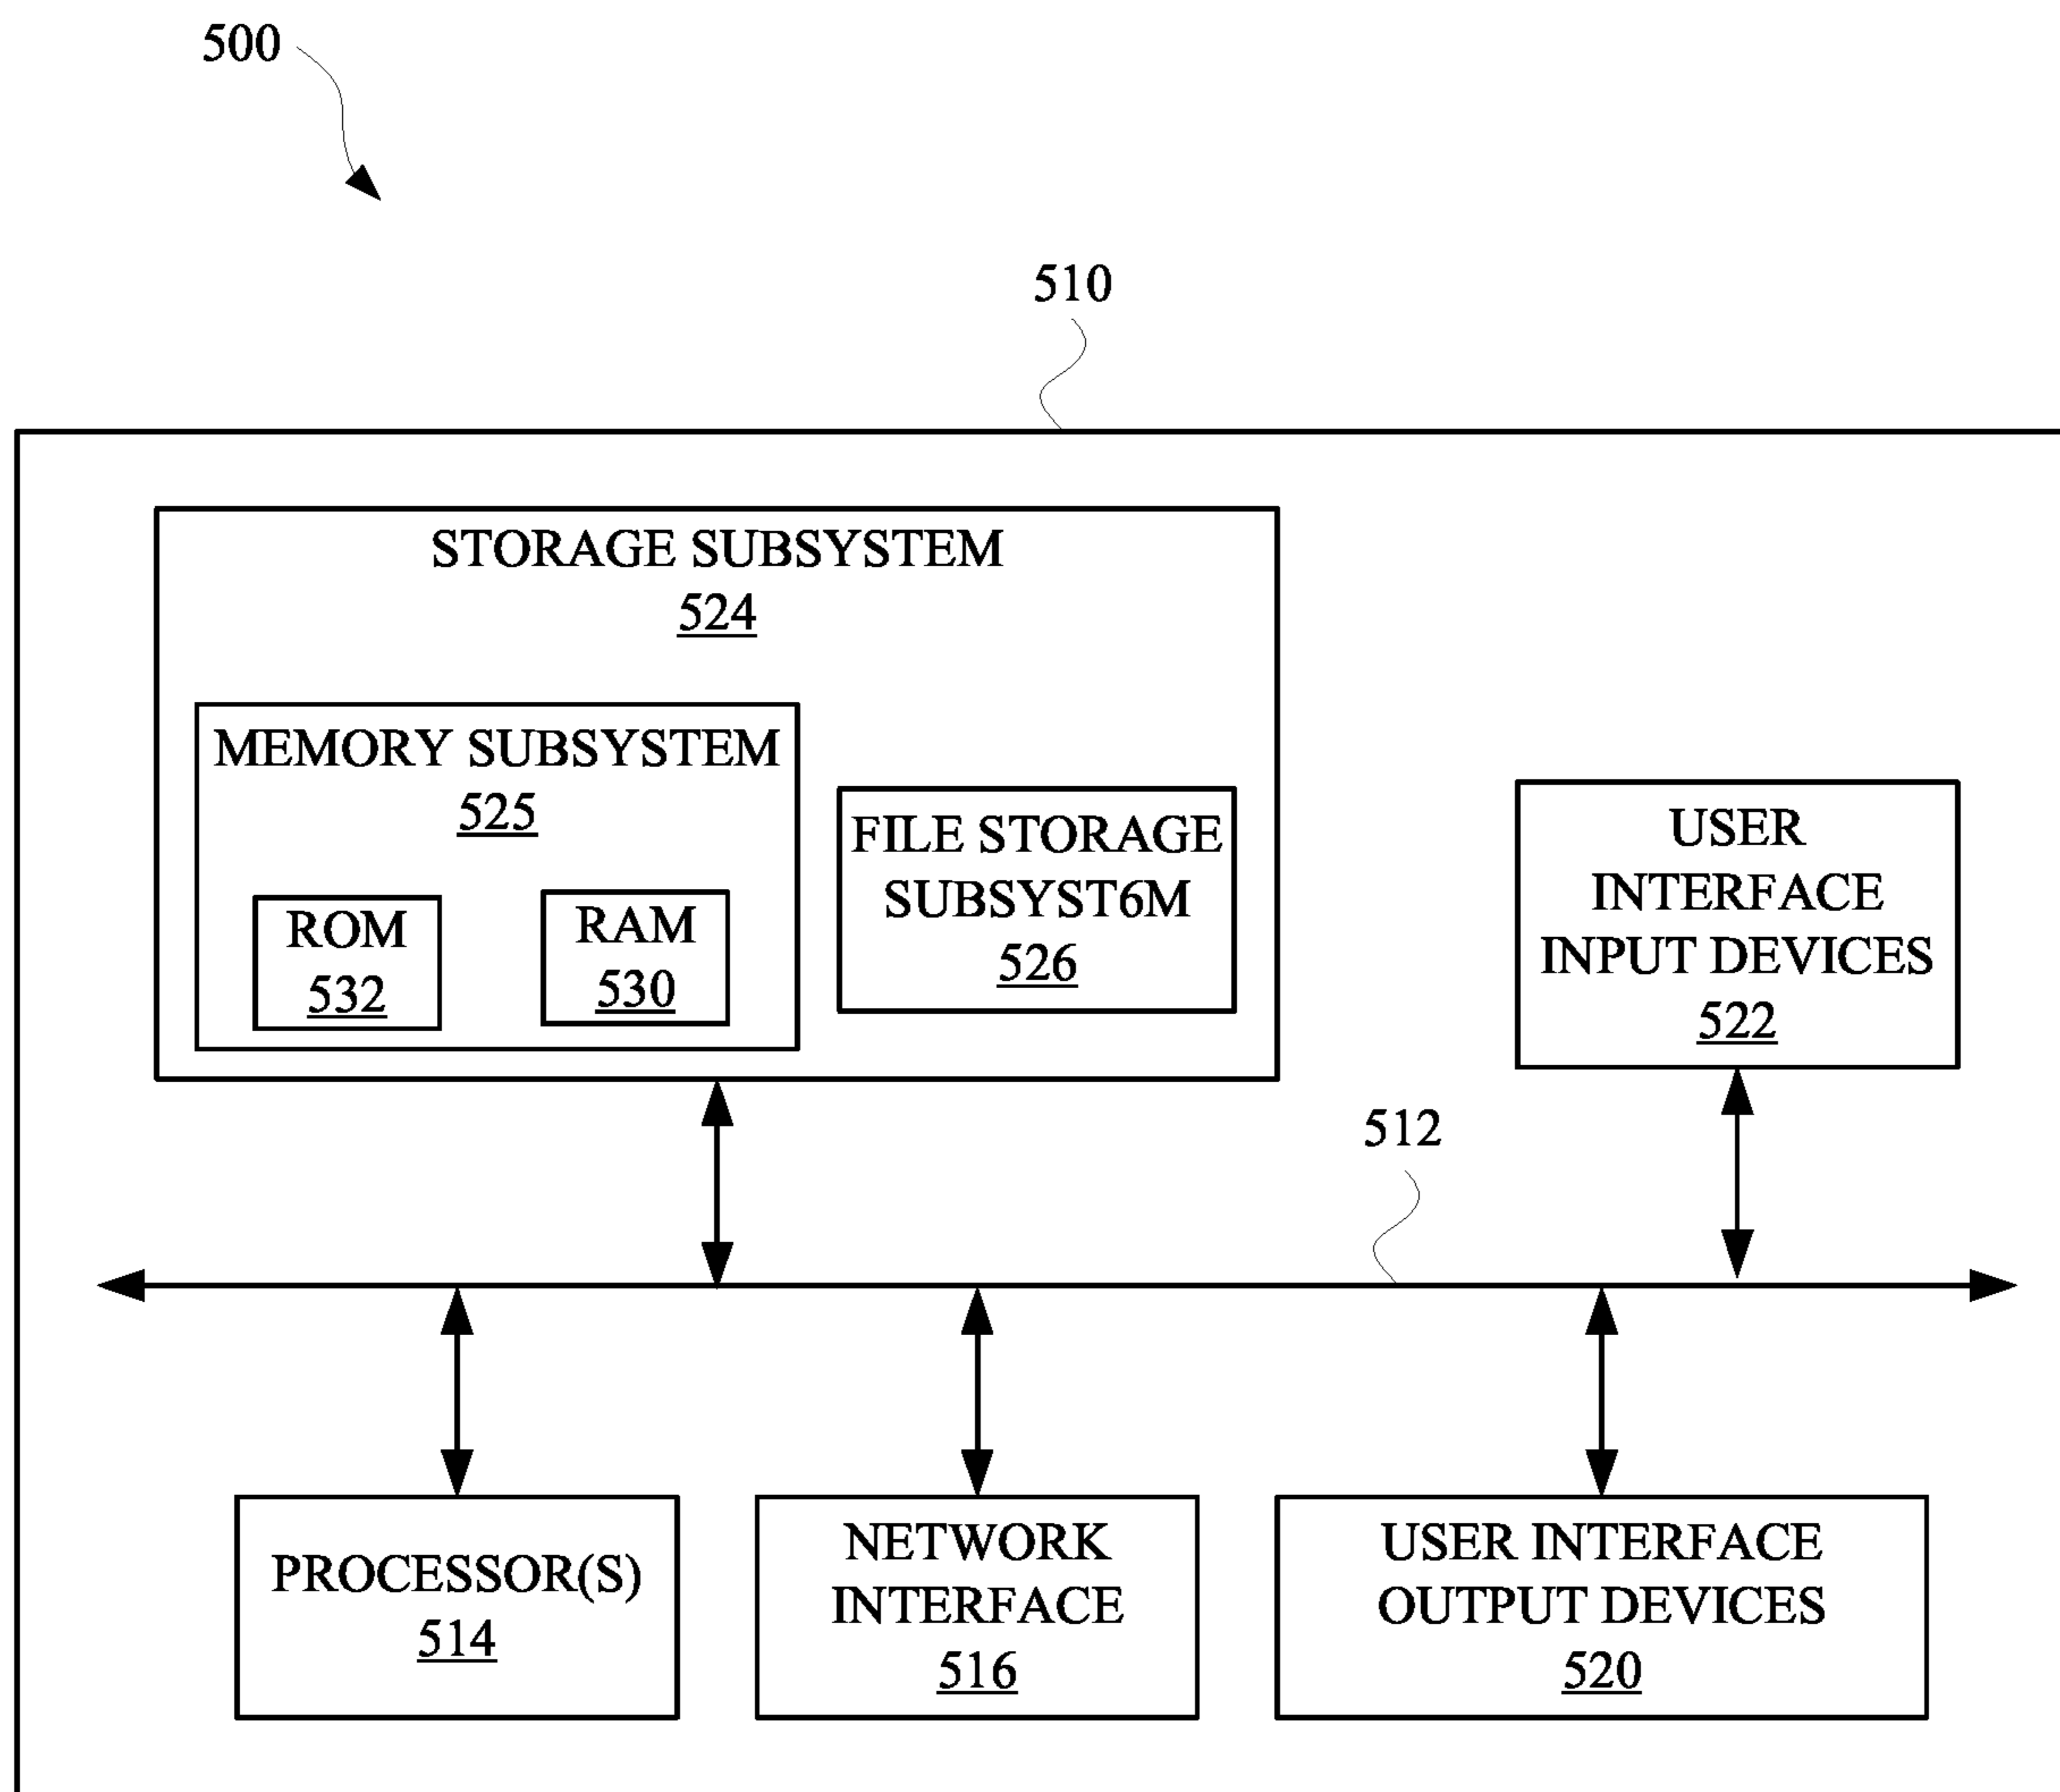 500
510
STORAGE SUBSYSTEM
524
MEMORY SUBSYSTEM
525
ROM
532
RAM
530
FILE STORAGE
SUBSYST6M
526
USER
INTERFACE
INPUT DEVICES
522
512
PROCESSOR(S)
514
NETWORK
INTERFACE
516
USER INTERFACE
OUTPUT DEVICES
520